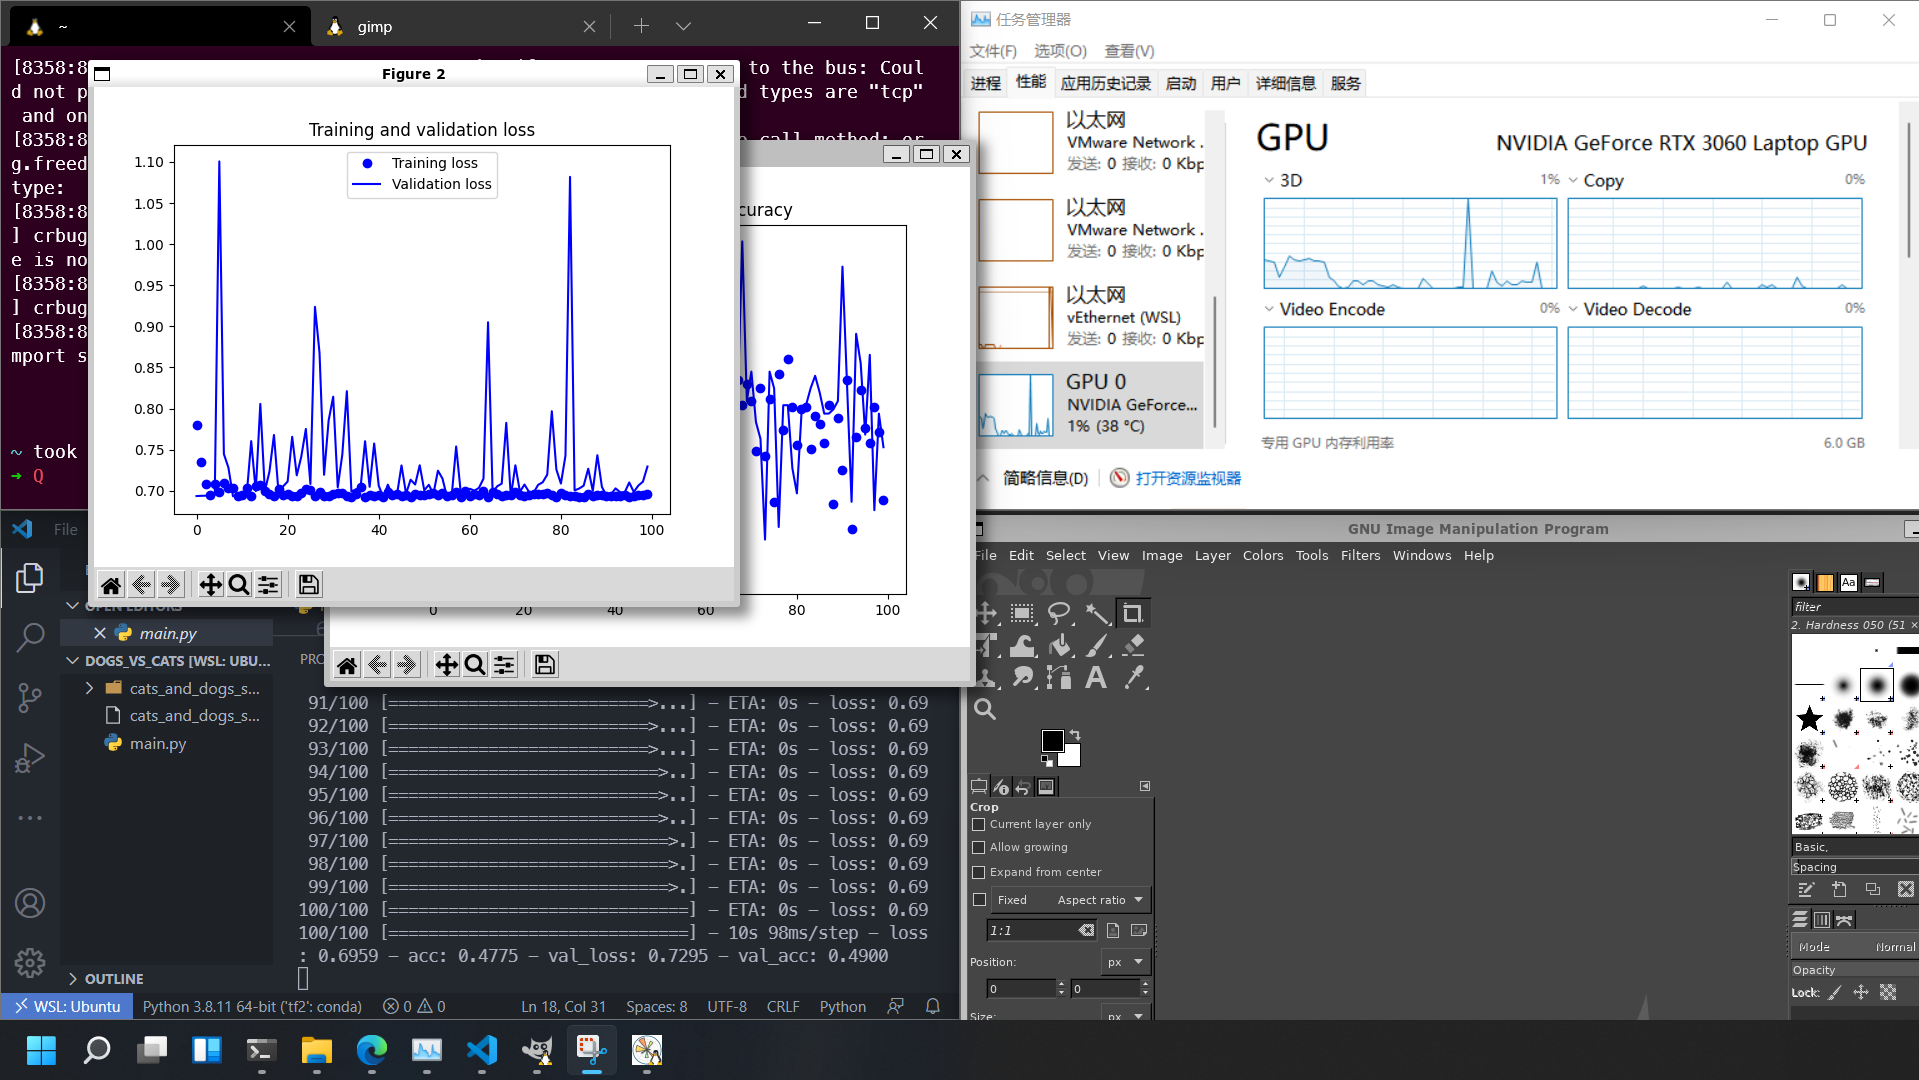 ~
gimp
[8358:8
to the bus: Coul
d not p
d types are "tcp"
and on
[8358:8
call method: or
g.freed
type:
[8358:8
] crbug
e is no
[8358:8
] crbug
[8358:8
mport s
~ took
➜ Q
Figure 2
Training and validation loss
Training loss
Validation loss
1.10
1.05
1.00
0.95
0.90
0.85
0.80
0.75
0.70
0 20 40 60 80 100
curacy
0 20 40 60 80 100
任务管理器
文件(F) 选项(O) 查看(V)
进程 性能 应用历史记录 启动 用户 详细信息 服务
以太网
VMware Network ...
发送: 0 接收: 0 Kbp
以太网
VMware Network ...
发送: 0 接收: 0 Kbp
以太网
vEthernet (WSL)
发送: 0 接收: 0 Kbp
GPU 0
NVIDIA GeForce...
1% (38 °C)
GPU NVIDIA GeForce RTX 3060 Laptop GPU
3D 1% Copy 0%
Video Encode 0% Video Decode 0%
专用 GPU 内存利用率 6.0 GB
简略信息(D) 打开资源监视器
File
OPEN EDITORS
main.py
DOGS_VS_CATS [WSL: UBU...
cats_and_dogs_s...
cats_and_dogs_s...
main.py
OUTLINE
PRO
91/100 [==========================>...] - ETA: 0s - loss: 0.69
92/100 [==========================>...] - ETA: 0s - loss: 0.69
93/100 [==========================>...] - ETA: 0s - loss: 0.69
94/100 [===========================>..] - ETA: 0s - loss: 0.69
95/100 [===========================>..] - ETA: 0s - loss: 0.69
96/100 [===========================>..] - ETA: 0s - loss: 0.69
97/100 [============================>.] - ETA: 0s - loss: 0.69
98/100 [============================>.] - ETA: 0s - loss: 0.69
99/100 [============================>.] - ETA: 0s - loss: 0.69
100/100 [==============================] - ETA: 0s - loss: 0.69
100/100 [==============================] - 10s 98ms/step - loss
: 0.6959 - acc: 0.4775 - val_loss: 0.7295 - val_acc: 0.4900
WSL: Ubuntu Python 3.8.11 64-bit ('tf2': conda) 0 0 Ln 18, Col 31 Spaces: 8 UTF-8 CRLF Python
GNU Image Manipulation Program
File Edit Select View Image Layer Colors Tools Filters Windows Help
Crop
Current layer only
Allow growing
Expand from center
Fixed Aspect ratio
1:1
Position: px
0 0
Size: px
Aa
filter
2. Hardness 050 (51 ×
Basic,
Spacing
Mode Normal
Opacity
Lock: